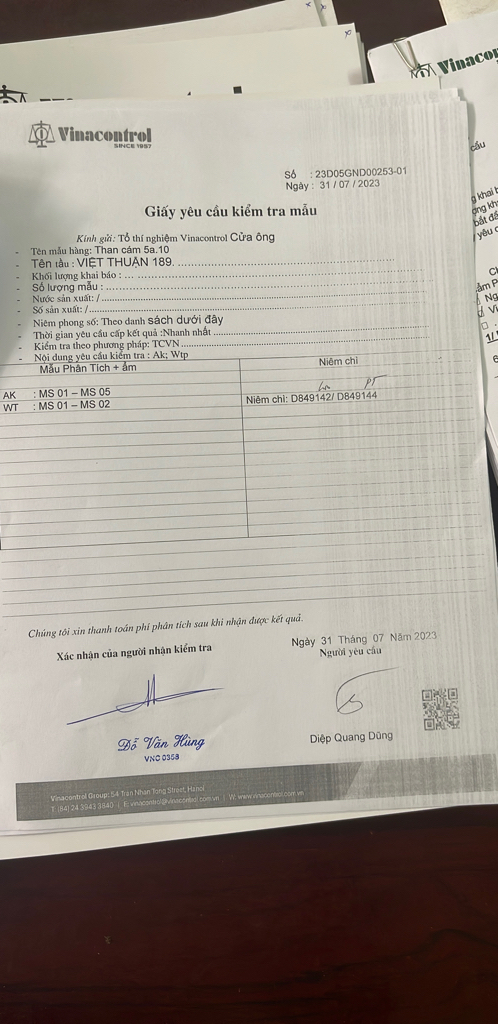 Vinacontrol
SINCE 1957
Vinacon
Số : 23D05GND00253-01
Ngày : 31 / 07 / 2023
Giấy yêu cầu kiểm tra mẫu
Kính gửi: Tổ thí nghiệm Vinacontrol Cửa ông
- Tên mẫu hàng: Than cám 5a.10
- Tên tầu : VIỆT THUẬN 189.
- Khối lượng khai báo :
- Số lượng mẫu :
- Nước sản xuất: /
- Số sản xuất: /
- Niêm phong số: Theo danh sách dưới đây
- Thời gian yêu cầu cấp kết quả :Nhanh nhất
- Kiểm tra theo phương pháp: TCVN
- Nội dung yêu cầu kiểm tra : Ak; Wtp
Mẫu Phân Tích + ẩm
Niêm chì
AK : MS 01 – MS 05
WT : MS 01 – MS 02
Lưu PT
Niêm chì: D849142/ D849144
Chúng tôi xin thanh toán phí phân tích sau khi nhận được kết quả.
Ngày 31 Tháng 07 Năm 2023
Xác nhận của người nhận kiểm tra
Người yêu cầu
Đỗ Văn Hùng
VNC 0358
Diệp Quang Dũng
Vinacontrol Group: 54 Tran Nhan Tong Street, Hanoi
T: (84) 24 3943 3840 | E: vinacontrol@vinacontrol.com.vn | W: www.vinacontrol.com.vn